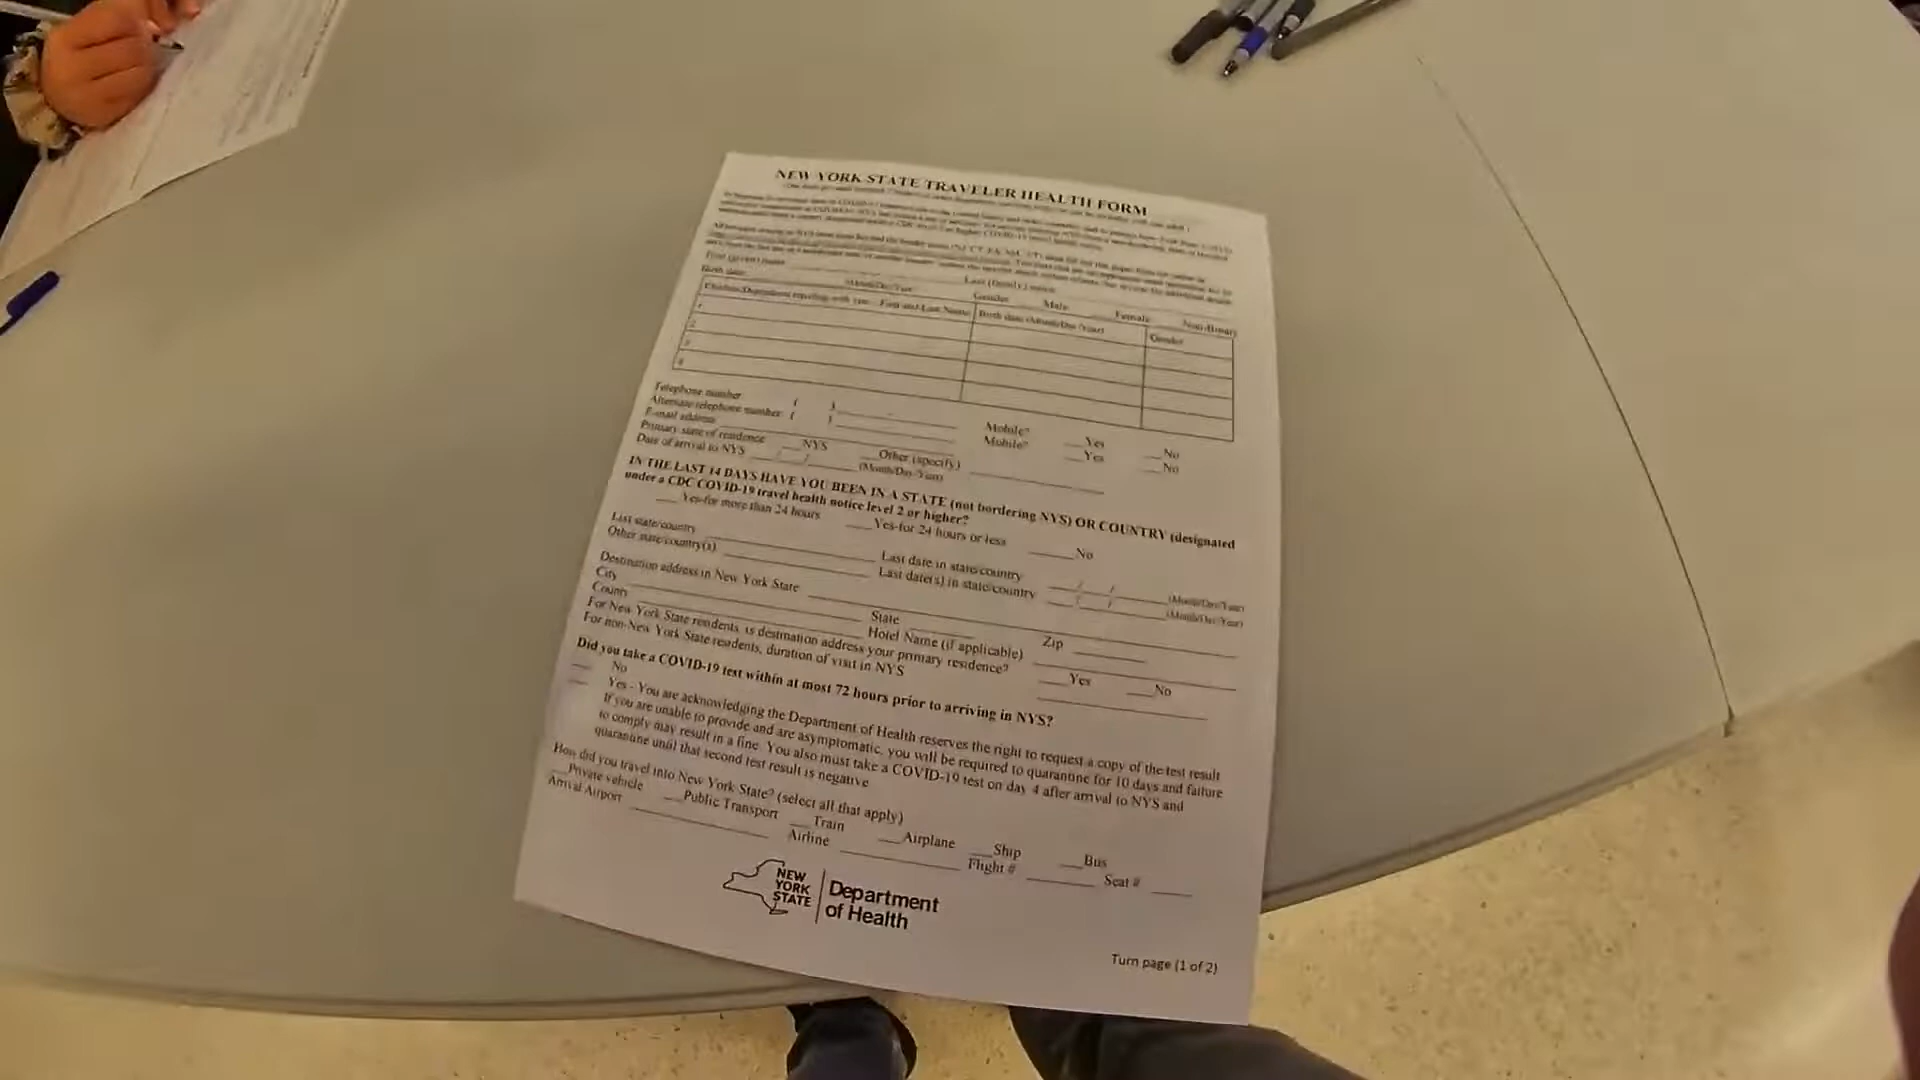 NEW YORK STATE TRAVELER HEALTH FORM
First (given) name Last (family) name
Birth date (Month/Day/Year) Gender Male Female Non-Binary
Children/Dependents traveling with you - First and Last Name Birth date (Month/Day/Year) Gender
1
2
3
4
Telephone number ( ) Mobile? Yes No
Alternate telephone number ( ) Mobile? Yes No
E-mail address
Primary state of residence NYS Other (specify)
Date of arrival to NYS / / (Month/Day/Year)
IN THE LAST 14 DAYS HAVE YOU BEEN IN A STATE (not bordering NYS) OR COUNTRY (designated
under a CDC COVID-19 travel health notice level 2 or higher?
Yes-for more than 24 hours Yes-for 24 hours or less No
List state/country Last date in state/country / / (Month/Day/Year)
Other state/country(s) Last date(s) in state/country / / (Month/Day/Year)
Destination address in New York State
City State Zip
County Hotel Name (if applicable)
For New York State residents, is destination address your primary residence? Yes No
For non-New York State residents, duration of visit in NYS
Did you take a COVID-19 test within at most 72 hours prior to arriving in NYS?
No
Yes - You are acknowledging the Department of Health reserves the right to request a copy of the test result
If you are unable to provide and are asymptomatic, you will be required to quarantine for 10 days and failure
to comply may result in a fine. You also must take a COVID-19 test on day 4 after arrival to NYS and
quarantine until that second test result is negative
How did you travel into New York State? (select all that apply)
Private vehicle Public Transport Train Airplane Ship Bus
Arrival Airport Airline Flight # Seat #
NEW
YORK
STATE
Department
of Health
Turn page (1 of 2)